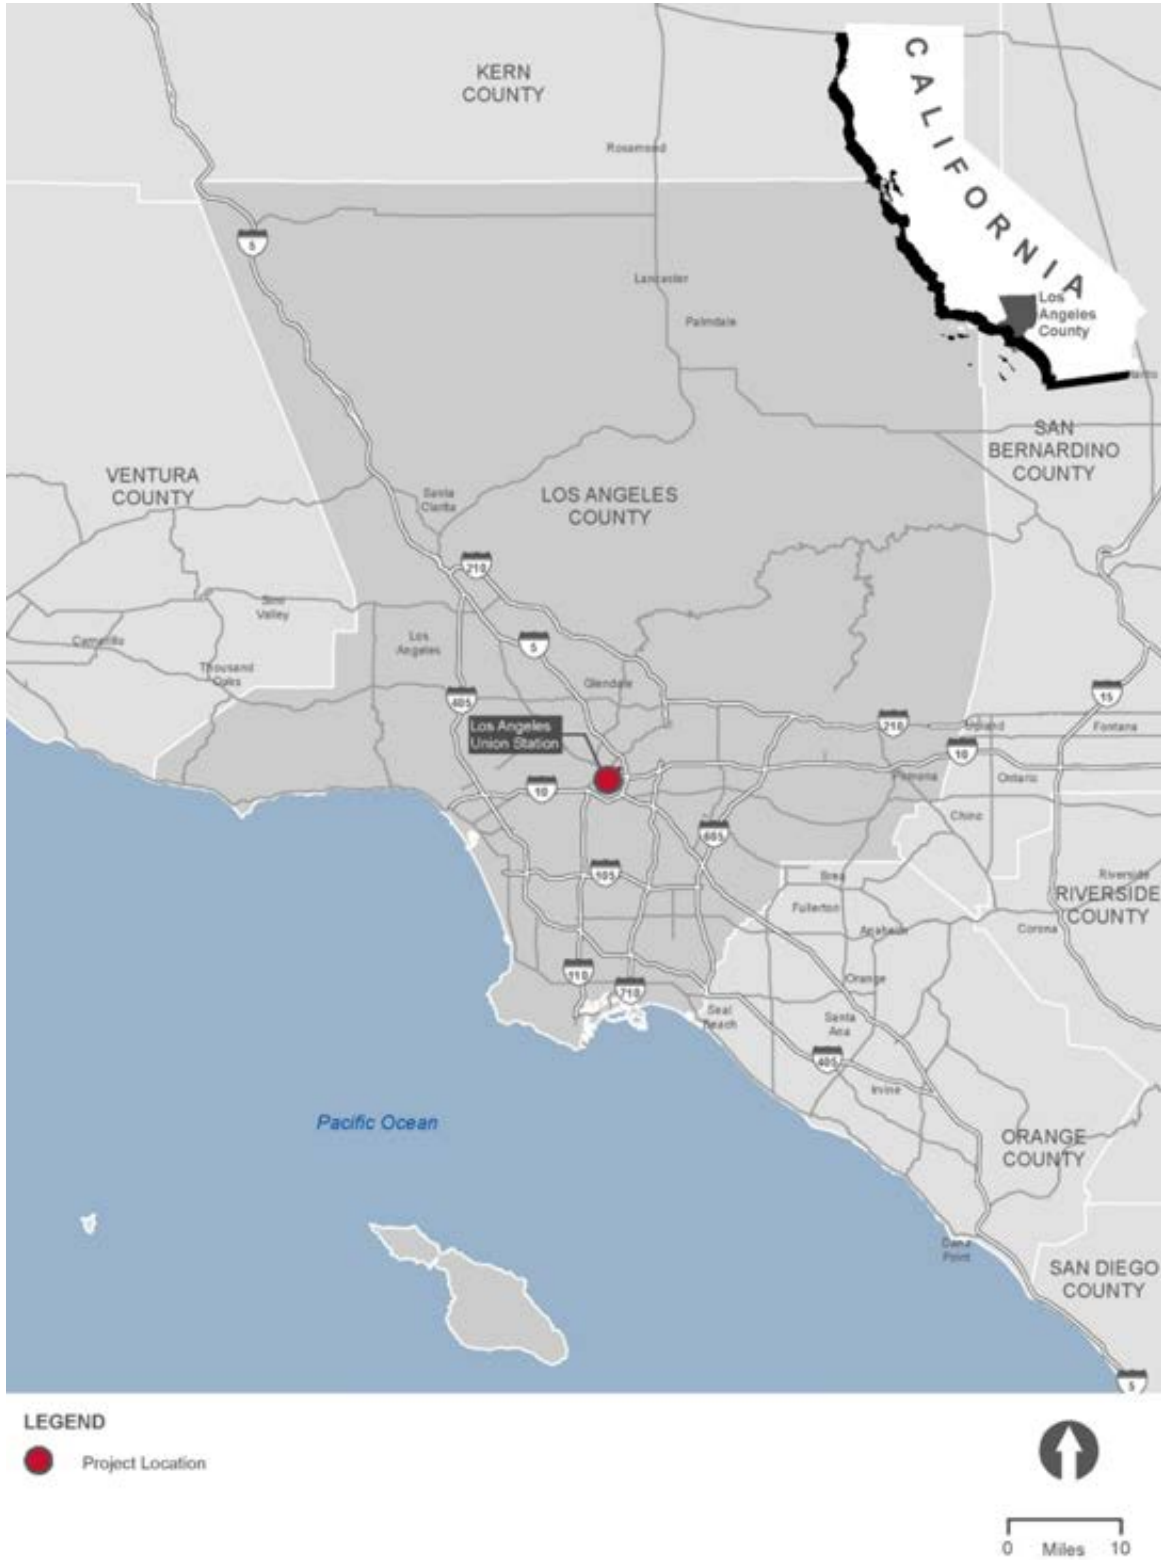 KERN
COUNTY
CALIFORNIA
Rosamond
5
Lancaster
Los
Angeles
County
Palmdale
SAN
BERNARDINO
COUNTY
VENTURA
COUNTY
Santa
Clarita
LOS ANGELES
COUNTY
210
Simi
Valley
Camarillo
Los
Angeles
5
Thousand
Oaks
Glendale
405
15
Los Angeles
Union Station
210
Upland
Fontana
10
Pomona
Ontario
10
Chino
605
105
Brea
Riverside
RIVERSIDE
COUNTY
Fullerton
Anaheim
Corona
110
710
Orange
Seal
Beach
Santa
Ana
405
Irvine
Pacific Ocean
ORANGE
COUNTY
Dana
Point
SAN DIEGO
COUNTY
5
LEGEND
Project Location
0 Miles 10